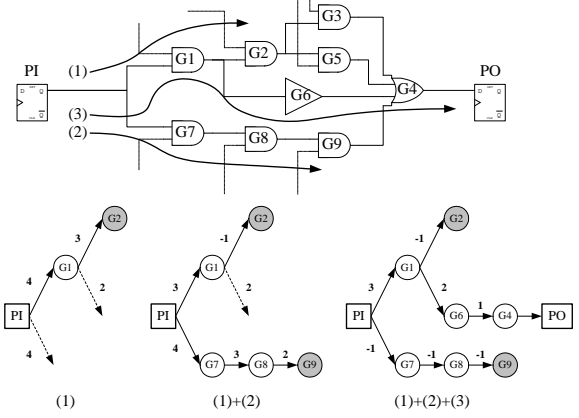 G3
G1
G2
G5
PI
(1)
PO
D
Q
Q
G6
G4
D
Q
Q
(3)
(2)
G7
G8
G9
G2
G2
G2
3
-1
-1
G1
G1
G1
4
2
3
2
3
2
1
PI
PI
PI
G6
G4
PO
4
4
3
2
-1
-1
-1
G7
G8
G9
G7
G8
G9
(1)
(1)+(2)
(1)+(2)+(3)